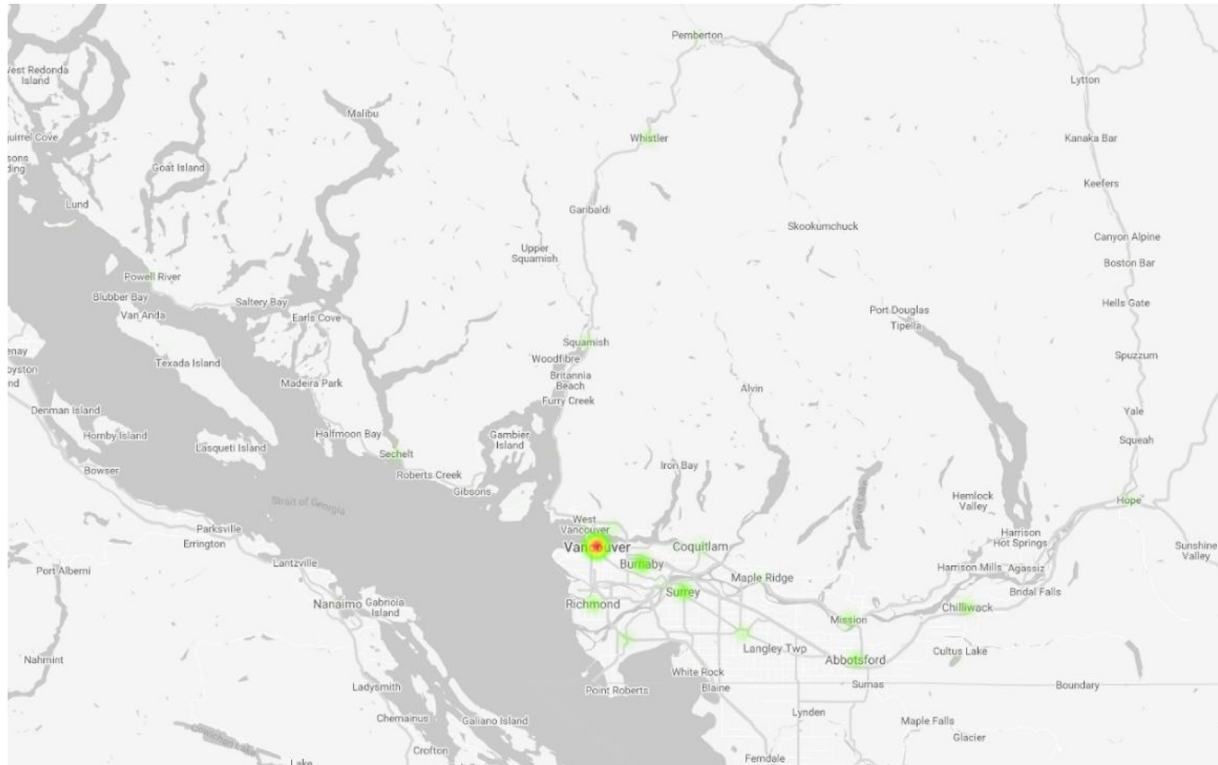 Pemberton
West Redonda
Island
Lytton
Malibu
Squirrel Cove
Whistler
Kanaka Bar
Goat Island
Keefers
Lund
Garibaldi
Skookumchuck
Canyon Alpine
Upper
Squamish
Boston Bar
Powell River
Blubber Bay
Saltery Bay
Hells Gate
Van Anda
Earls Cove
Port Douglas
Tipella
Squamish
Woodfibre
Spuzzum
Texada Island
Britannia
Beach
Madeira Park
Alvin
Furry Creek
Denman Island
Yale
Hornby Island
Halfmoon Bay
Gambier
Island
Squeah
Lasqueti Island
Sechelt
Bowser
Roberts Creek
Iron Bay
Gibsons
Hemlock
Valley
Hope
Strait of Georgia
West
Vancouver
Parksville
Harrison
Hot Springs
Errington
Vancouver
Coquitlam
Sunshine
Valley
Lantzville
Burnaby
Port Alberni
Maple Ridge
Harrison Mills
Agassiz
Surrey
Bridal Falls
Nanaimo
Gabriola
Island
Richmond
Chilliwack
Mission
Langley Twp
Cultus Lake
Abbotsford
Nahmint
White Rock
Ladysmith
Point Roberts
Blaine
Sumas
Boundary
Chemainus
Galiano Island
Lynden
Maple Falls
Glacier
Cowichan Lake
Crofton
Ferndale
Lake